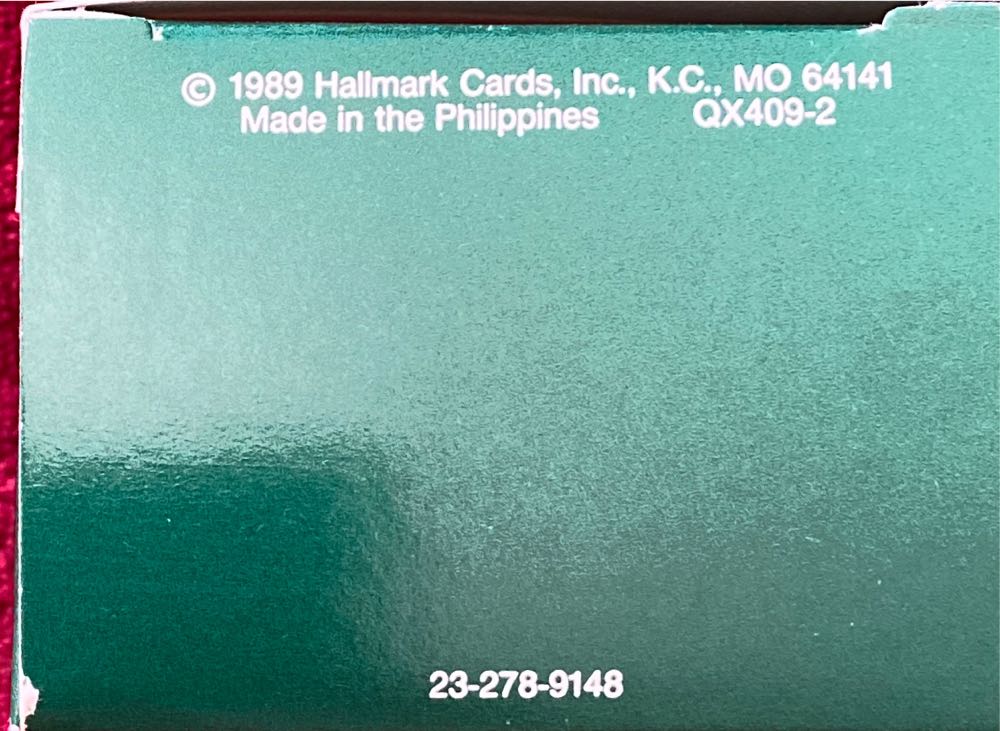 © 1989 Hallmark Cards, Inc., K.C., MO 64141
Made in the Philippines QX409-2
23-278-9148